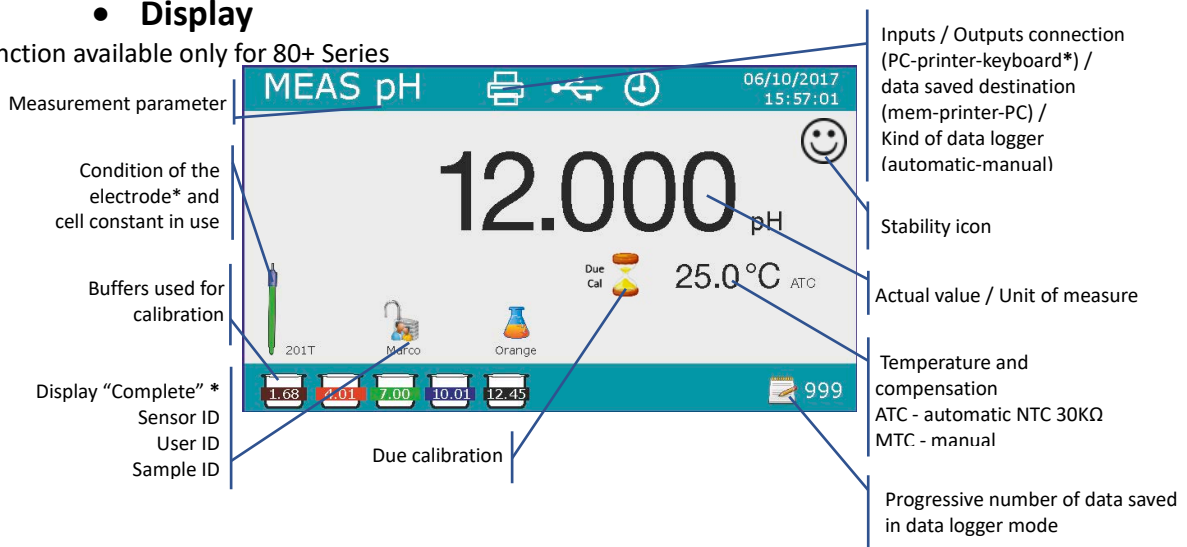 • Display
nction available only for 80+ Series
Measurement parameter
Condition of the
electrode* and
cell constant in use
Buffers used for
calibration
Display “Complete” *
Sensor ID
User ID
Sample ID
MEAS pH
06/10/2017
15:57:01
12.000 pH
Due
Cal
25.0 °C ATC
201T
Marco
Orange
1.68 4.01 7.00 10.01 12.45
999
Due calibration
Inputs / Outputs connection
(PC-printer-keyboard*) /
data saved destination
(mem-printer-PC) /
Kind of data logger
(automatic-manual)
Stability icon
Actual value / Unit of measure
Temperature and
compensation
ATC - automatic NTC 30KΩ
MTC - manual
Progressive number of data saved
in data logger mode